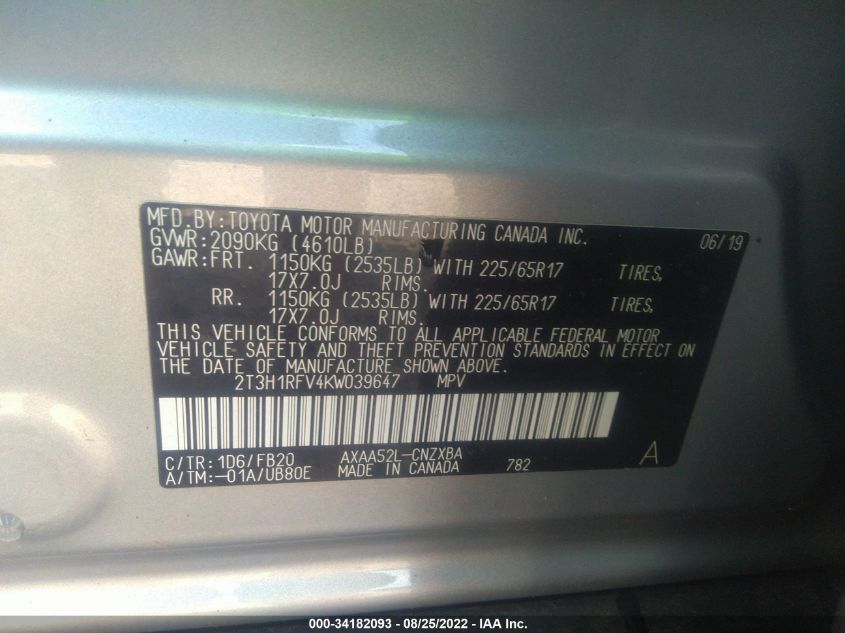 MFD.BY:TOYOTA MOTOR MANUFACTURING CANADA INC. 06/19
GVWR:2090KG (4610LB)
GAWR:FRT. 1150KG (2535LB) WITH 225/65R17 TIRES,
17X7.0J RIMS.
RR. 1150KG (2535LB) WITH 225/65R17 TIRES,
17X7.0J RIMS.
THIS VEHICLE CONFORMS TO ALL APPLICABLE FEDERAL MOTOR
VEHICLE SAFETY AND THEFT PREVENTION STANDARDS IN EFFECT ON
THE DATE OF MANUFACTURE SHOWN ABOVE.
2T3H1RFV4KW039647 MPV
C/TR:1D6/FB20 AXAA52L-CNZXBA
A/TM:-01A/UB80E MADE IN CANADA 782 A
000-34182093 - 08/25/2022 - IAA Inc.